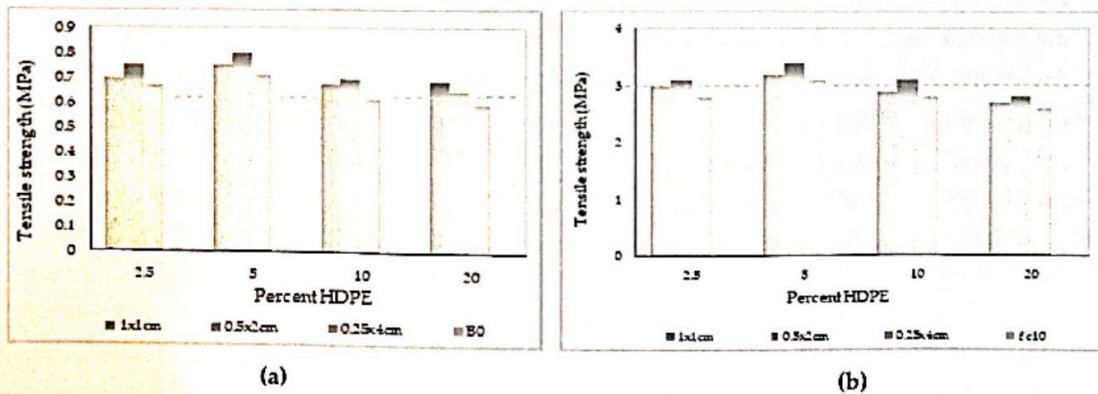 Tensile strength (MPa)
0.9
0.8
0.7
0.6
0.5
0.4
0.3
0.2
0.1
0
2.5 5 10 20
Percent HDPE
1x1cm 0.5x2cm 0.25x4cm B0
(a)
Tensile strength (MPa)
4
3
2
1
0
2.5 5 10 20
Percent HDPE
1x1cm 0.5x2cm 0.25x4cm
(b)